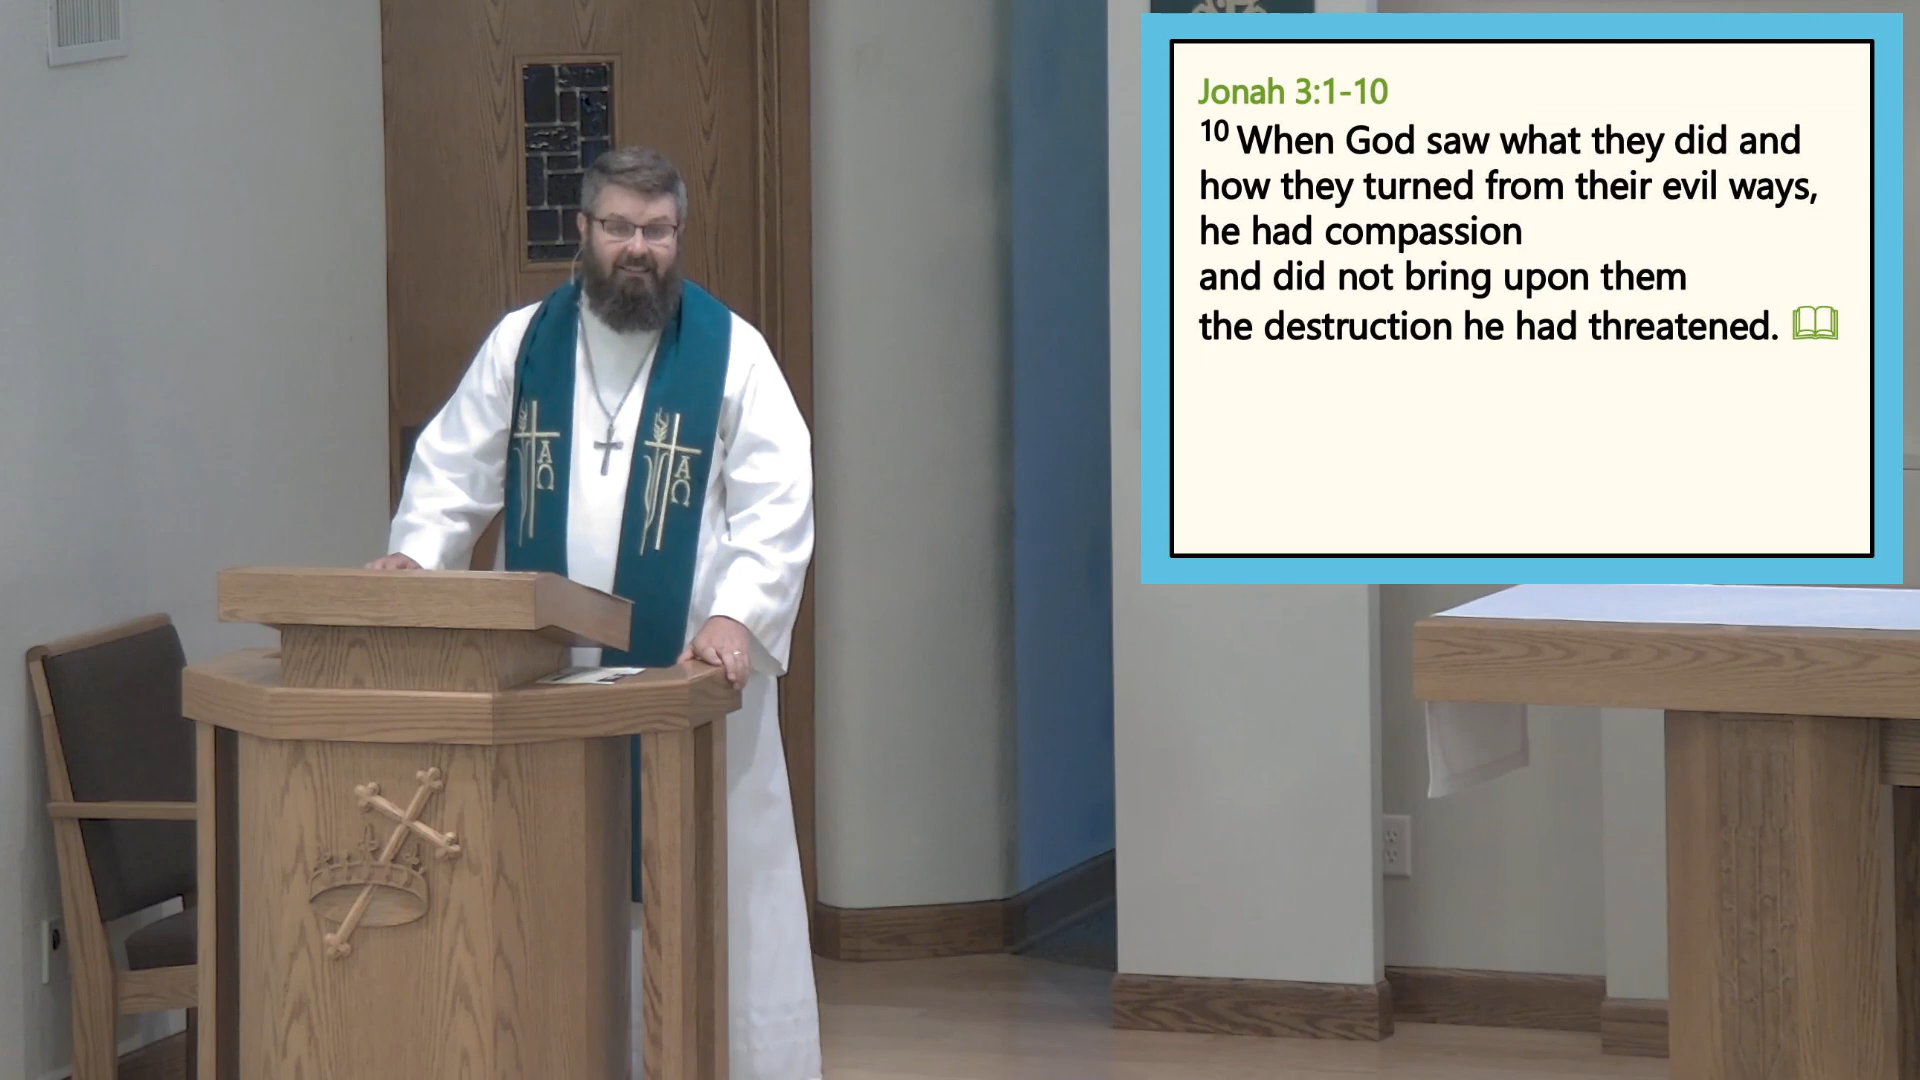 Jonah 3:1-10
10 When God saw what they did and
how they turned from their evil ways,
he had compassion
and did not bring upon them
the destruction he had threatened.
Α
Ω
Α
Ω